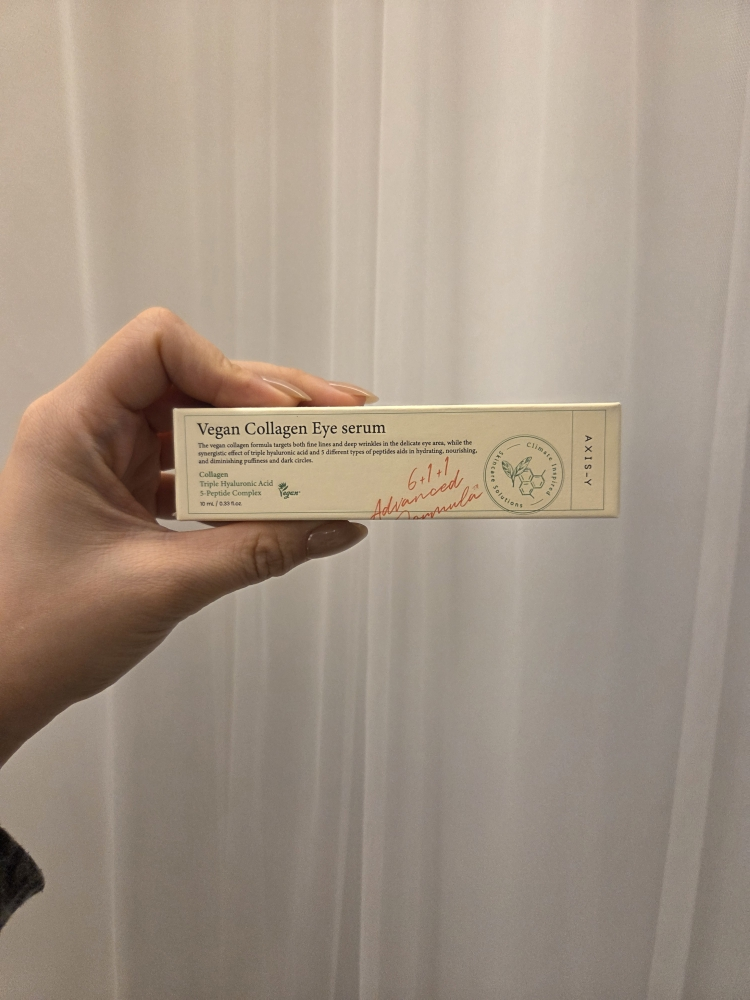 Vegan Collagen Eye serum
The vegan collagen formula targets both fine lines and deep wrinkles in the delicate eye area, while the
synergistic effect of triple hyaluronic acid and 5 different types of peptides aids in hydrating, nourishing,
and diminishing puffiness and dark circles.
Collagen
Triple Hyaluronic Acid
5-Peptide Complex
Vegan
10 ml / 0.33 fl.oz.
6+1+1
Advanced
Formula
Climate Inspired
Skincare Solutions
AXIS-Y